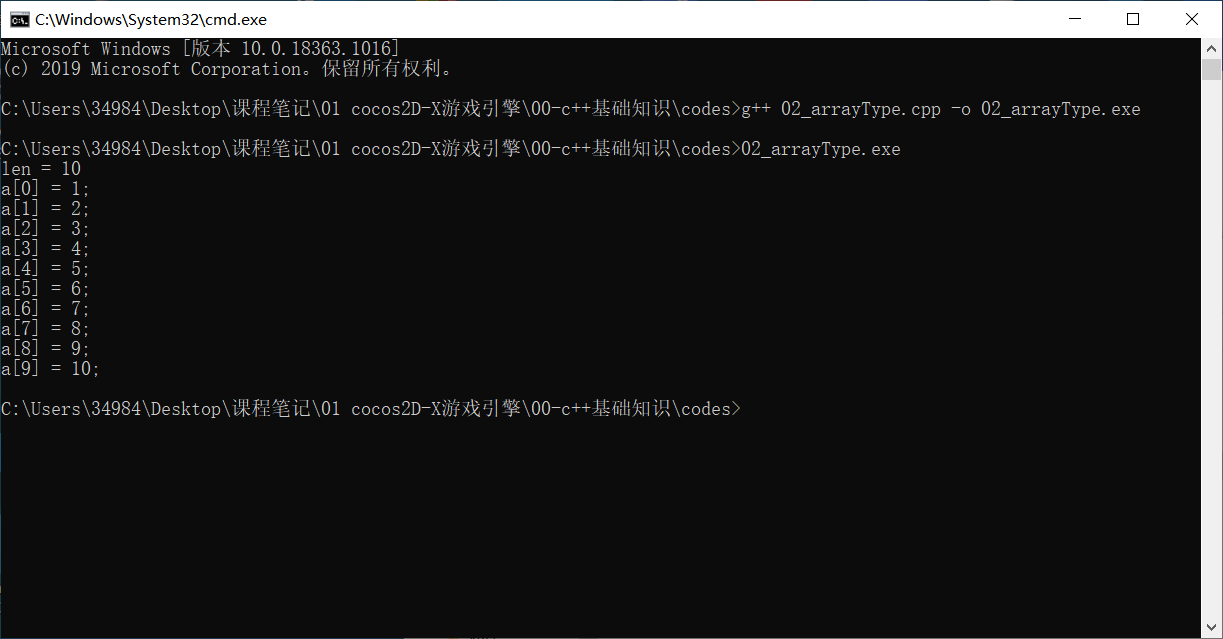 C:\Windows\System32\cmd.exe
Microsoft Windows [版本 10.0.18363.1016]
(c) 2019 Microsoft Corporation。保留所有权利。
C:\Users\34984\Desktop\课程笔记\01 cocos2D-X游戏引擎\00-c++基础知识\codes>g++ 02_arrayType.cpp -o 02_arrayType.exe
C:\Users\34984\Desktop\课程笔记\01 cocos2D-X游戏引擎\00-c++基础知识\codes>02_arrayType.exe
len = 10
a[0] = 1;
a[1] = 2;
a[2] = 3;
a[3] = 4;
a[4] = 5;
a[5] = 6;
a[6] = 7;
a[7] = 8;
a[8] = 9;
a[9] = 10;
C:\Users\34984\Desktop\课程笔记\01 cocos2D-X游戏引擎\00-c++基础知识\codes>